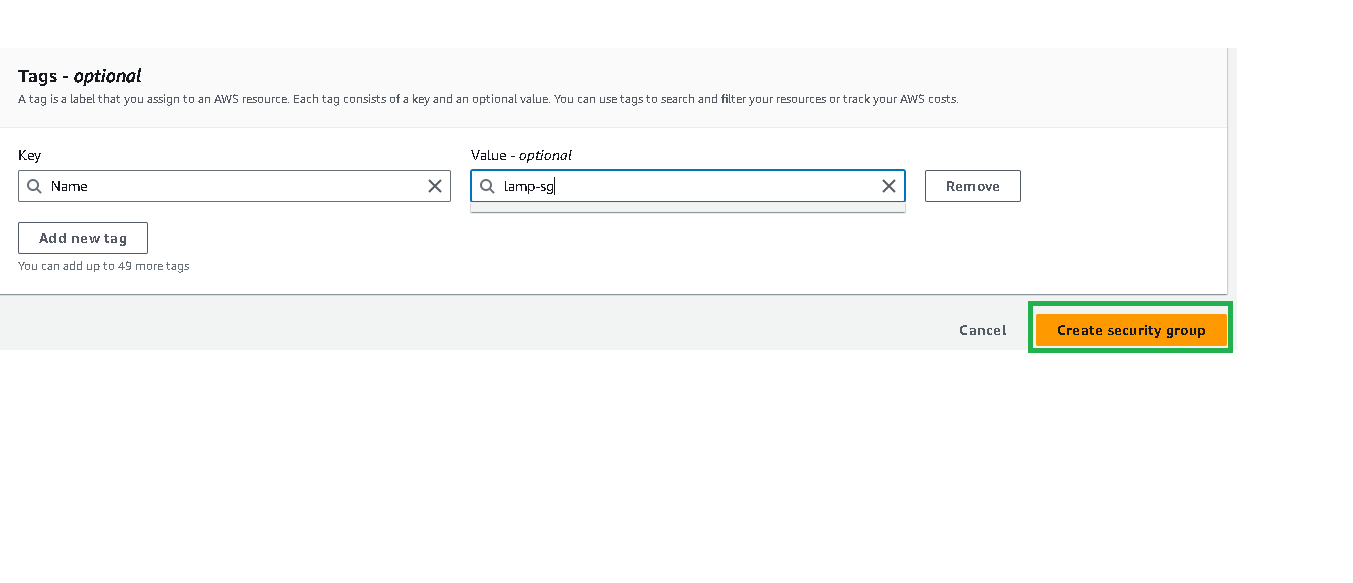 Tags - optional
A tag is a label that you assign to an AWS resource. Each tag consists of a key and an optional value. You can use tags to search and filter your resources or track your AWS costs.
Key Value - optional
Name lamp-sg Remove
Add new tag
You can add up to 49 more tags
Cancel Create security group